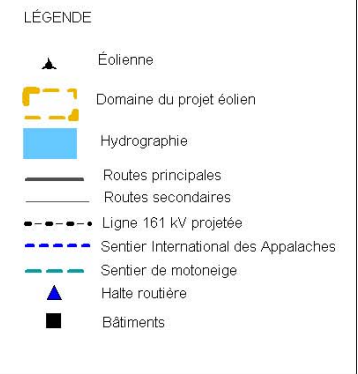 LÉGENDE
Éolienne
Domaine du projet éolien
Hydrographie
Routes principales
Routes secondaires
Ligne 161 kV projetée
Sentier International des Appalaches
Sentier de motoneige
Halte routière
Bâtiments